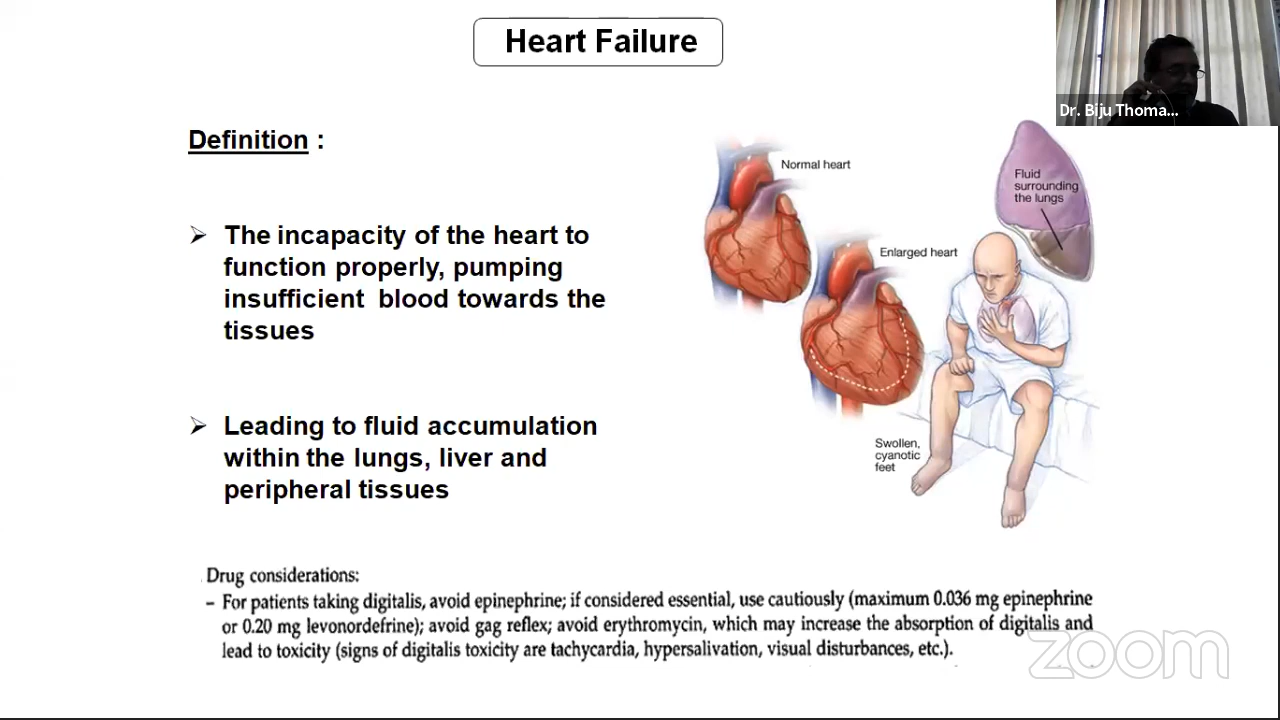 Heart Failure
Dr. Biju Thoma...
Definition :
Normal heart
Fluid
surrounding
the lungs
➢ The incapacity of the heart to
function properly, pumping
insufficient blood towards the
tissues
Enlarged heart
➢ Leading to fluid accumulation
within the lungs, liver and
peripheral tissues
Swollen,
cyanotic
feet
Drug considerations:
– For patients taking digitalis, avoid epinephrine; if considered essential, use cautiously (maximum 0.036 mg epinephrine
or 0.20 mg levonordefrine); avoid gag reflex; avoid erythromycin, which may increase the absorption of digitalis and
lead to toxicity (signs of digitalis toxicity are tachycardia, hypersalivation, visual disturbances, etc.).
zoom